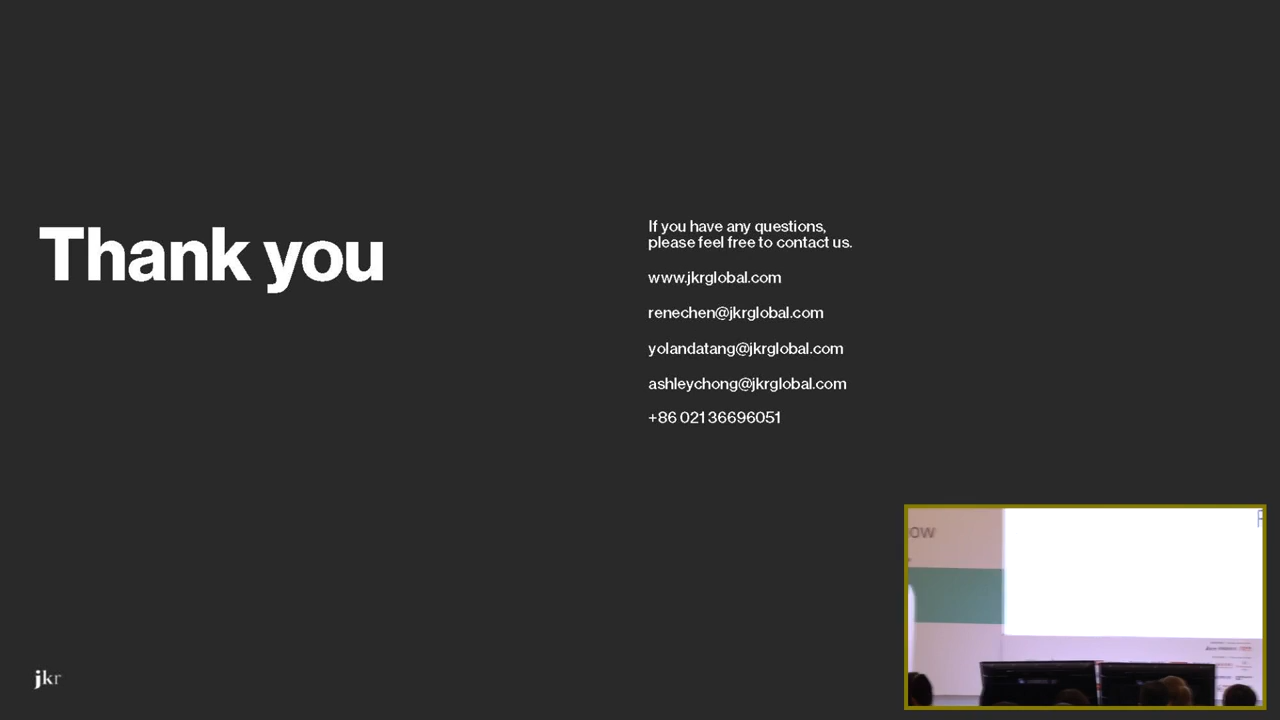 Thank you
If you have any questions,
please feel free to contact us.
www.jkrglobal.com
renechen@jkrglobal.com
yolandatang@jkrglobal.com
ashleychong@jkrglobal.com
+86 021 36696051
jkr
ow